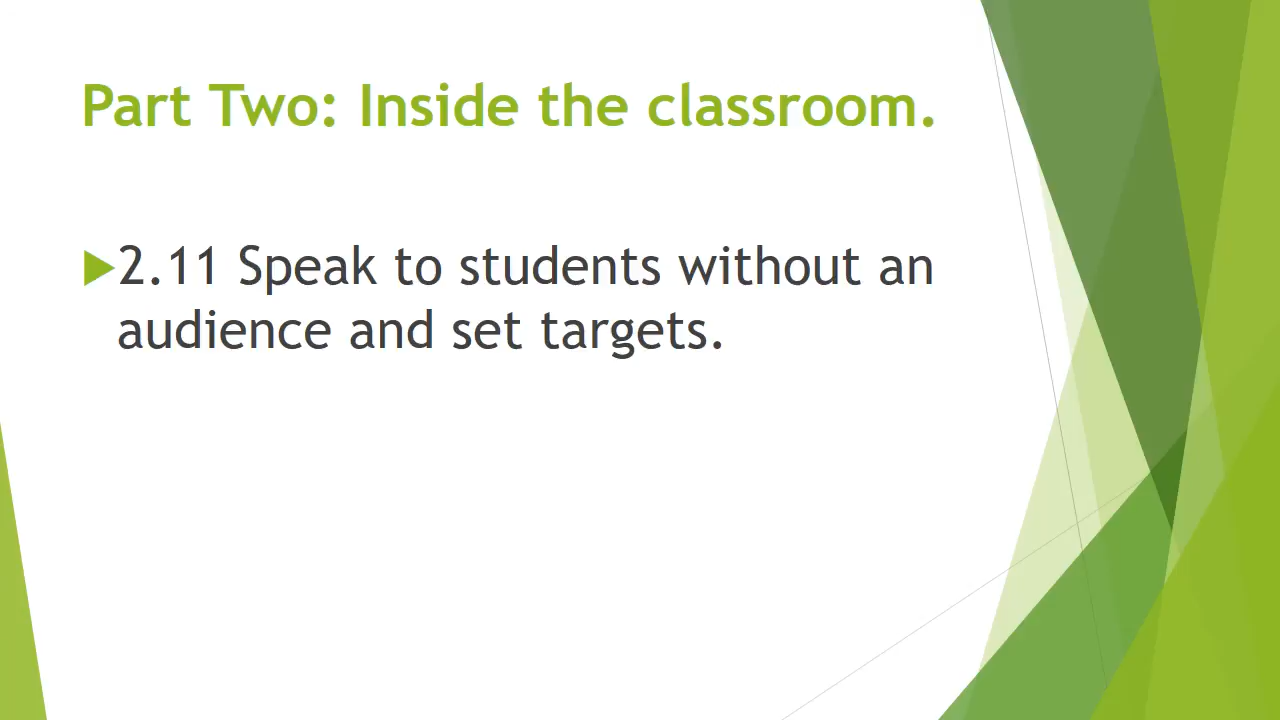 Part Two: Inside the classroom.
2.11 Speak to students without an
audience and set targets.